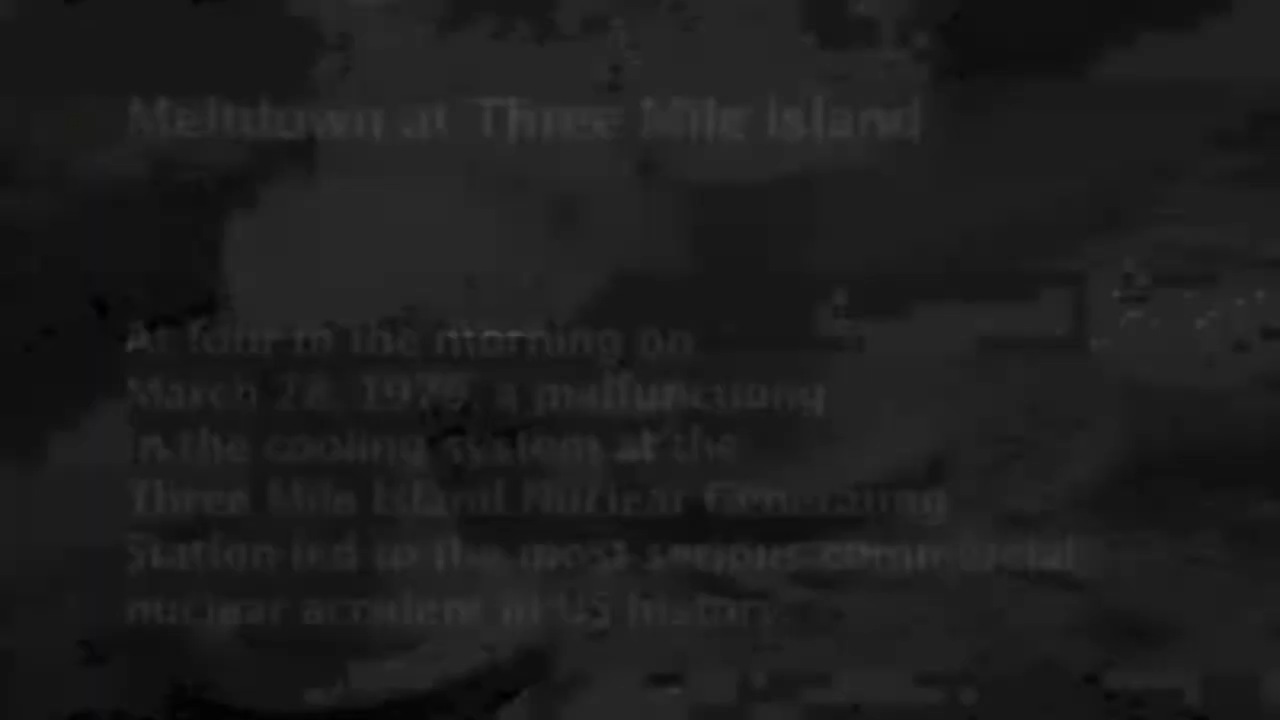 Meltdown at Three Mile Island
At four in the morning on
March 28, 1979, a malfunctiong
in the cooling system at the
Three Mile Island Nuclear Generating
Station led to the most serious commercial
nuclear accident in US history.